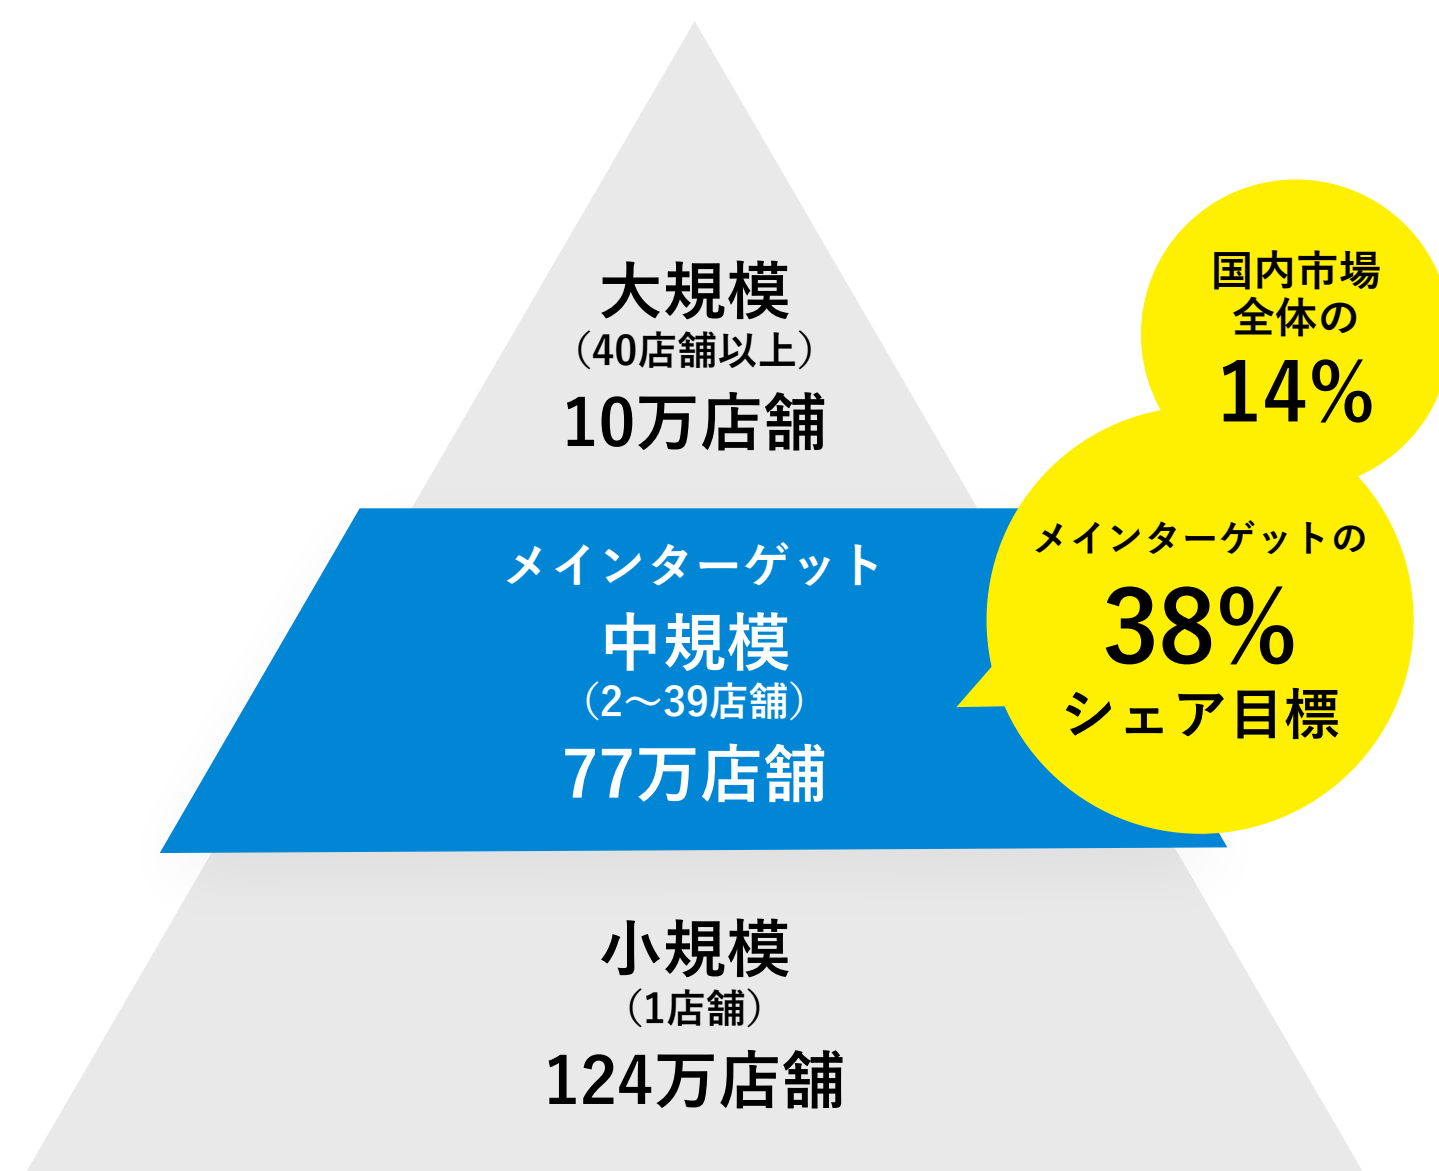 大規模
（40店舗以上）
10万店舗
メインターゲット
中規模
（2〜39店舗）
77万店舗
小規模
（1店舗）
124万店舗
国内市場
全体の
14%
メインターゲットの
38%
シェア目標